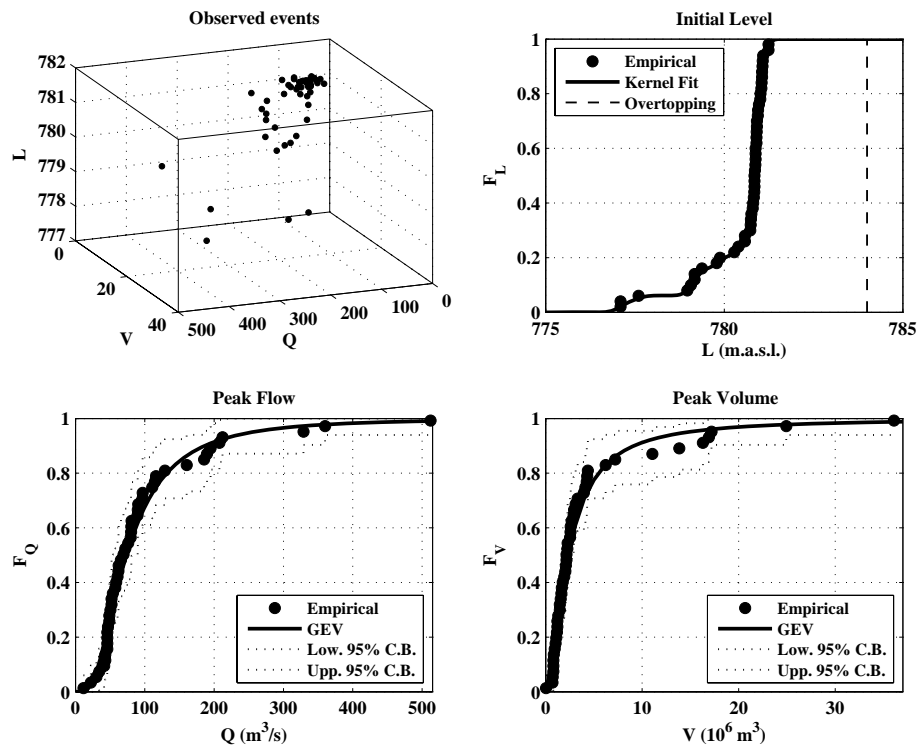 Observed events
782
781
780
779
778
777
L
0
20
40
V
500
400
300
200
100
0
Q
Initial Level
1
0.8
0.6
0.4
0.2
0
F_L
Empirical
Kernel Fit
Overtopping
775
780
785
L (m.a.s.l.)
Peak Flow
1
0.8
0.6
0.4
0.2
0
F_Q
Empirical
GEV
Low. 95% C.B.
Upp. 95% C.B.
0
100
200
300
400
500
Q (m³/s)
Peak Volume
1
0.8
0.6
0.4
0.2
0
F_V
Empirical
GEV
Low. 95% C.B.
Upp. 95% C.B.
0
10
20
30
V (10⁶ m³)